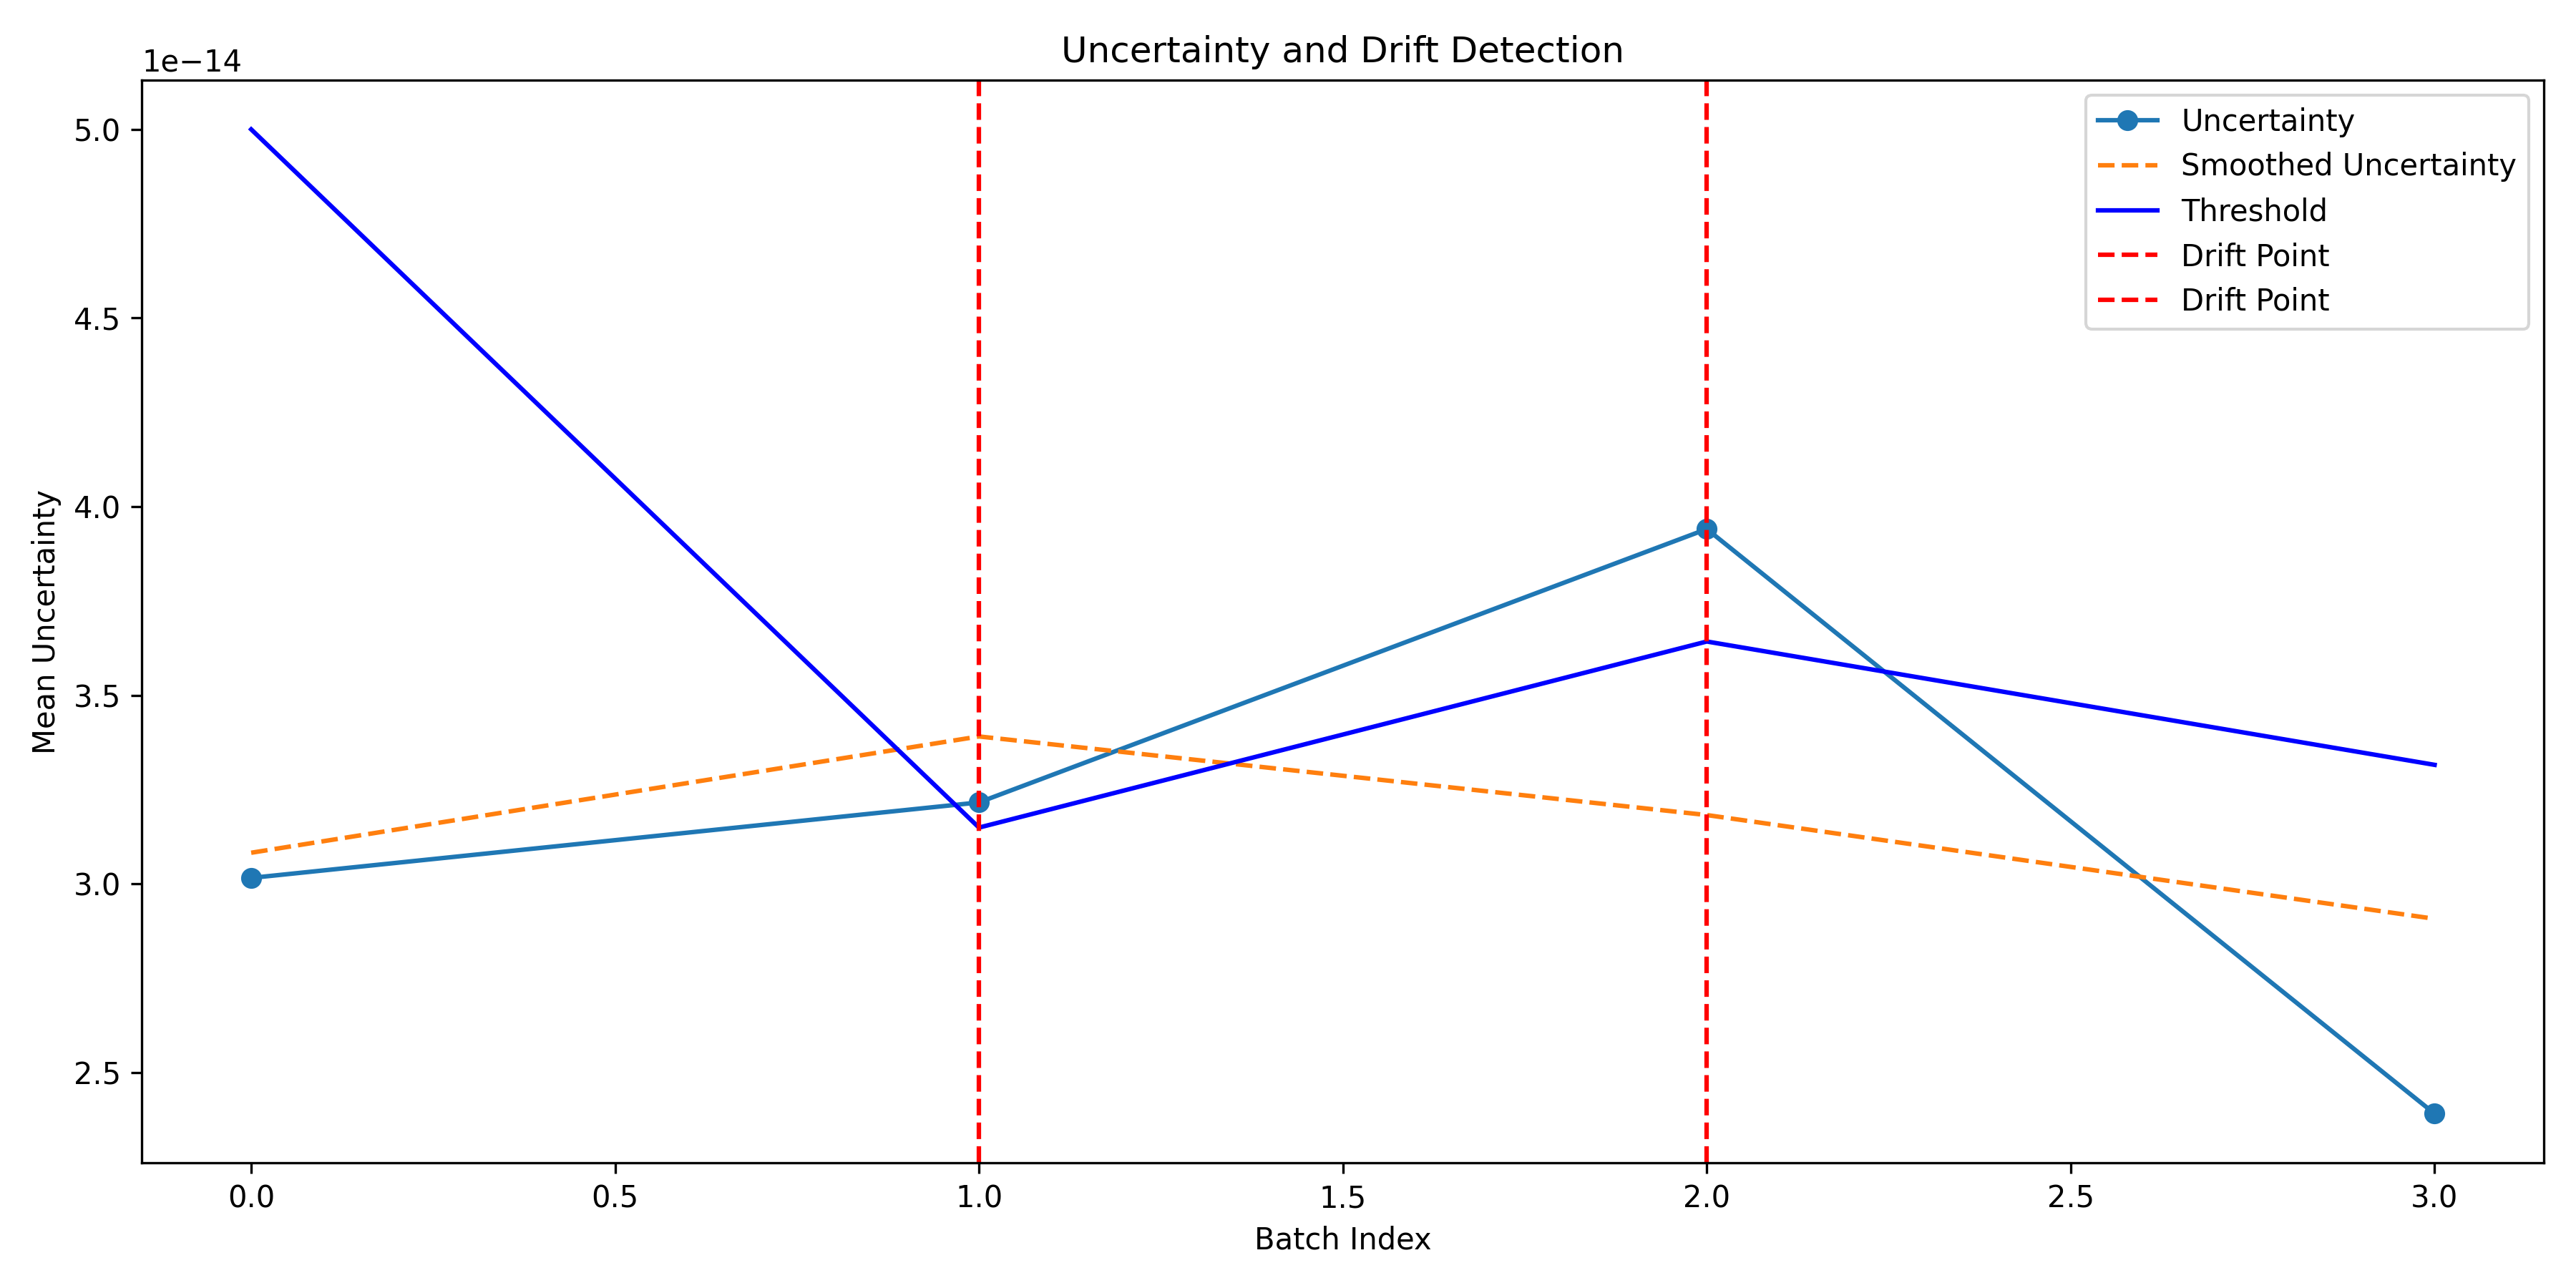 Uncertainty and Drift Detection
1e−14
5.0
4.5
4.0
3.5
3.0
2.5
Mean Uncertainty
0.0 0.5 1.0 1.5 2.0 2.5 3.0
Batch Index
Uncertainty
Smoothed Uncertainty
Threshold
Drift Point
Drift Point